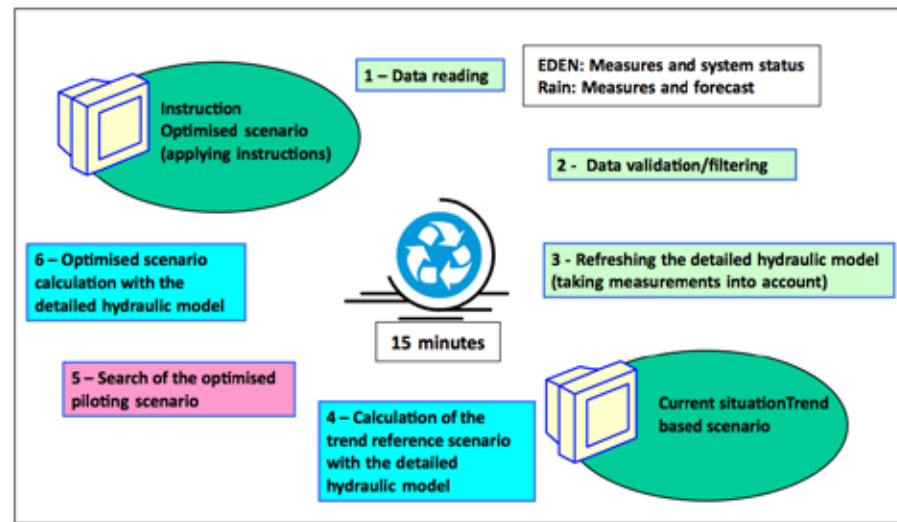 1 – Data reading
EDEN: Measures and system status
Rain: Measures and forecast
Instruction
Optimised scenario
(applying instructions)
2 - Data validation/filtering
6 – Optimised scenario
calculation with the
detailed hydraulic model
3 - Refreshing the detailed hydraulic model
(taking measurements into account)
15 minutes
5 – Search of the optimised
piloting scenario
4 – Calculation of the
trend reference scenario
with the detailed
hydraulic model
Current situationTrend
based scenario